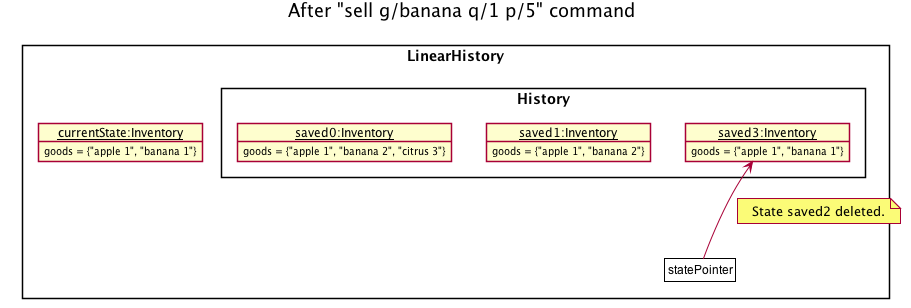 After "sell g/banana q/1 p/5" command
LinearHistory
History
currentState:Inventory
goods = {"apple 1", "banana 1"}
saved0:Inventory
goods = {"apple 1", "banana 2", "citrus 3"}
saved1:Inventory
goods = {"apple 1", "banana 2"}
saved3:Inventory
goods = {"apple 1", "banana 1"}
State saved2 deleted.
statePointer